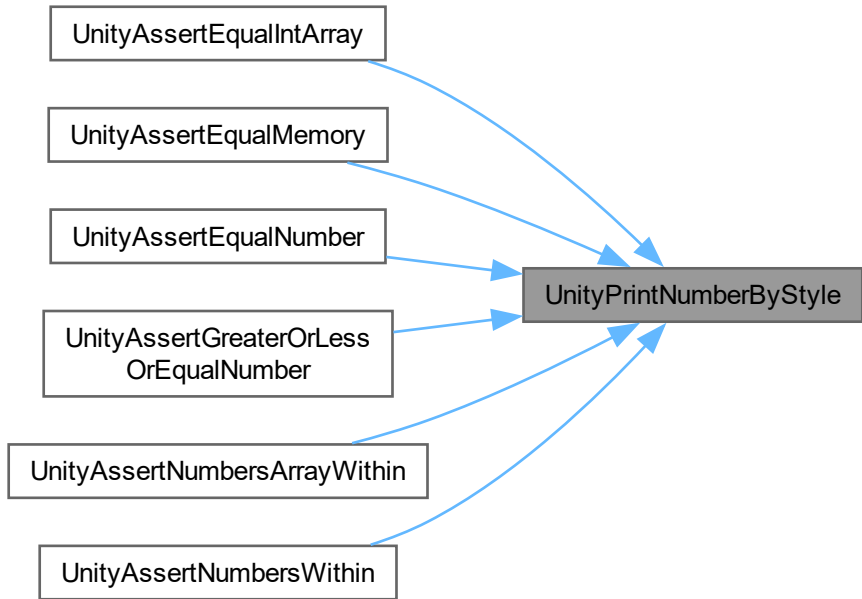 UnityAssertEqualIntArray
UnityAssertEqualMemory
UnityAssertEqualNumber
UnityPrintNumberByStyle
UnityAssertGreaterOrLess
OrEqualNumber
UnityAssertNumbersArrayWithin
UnityAssertNumbersWithin